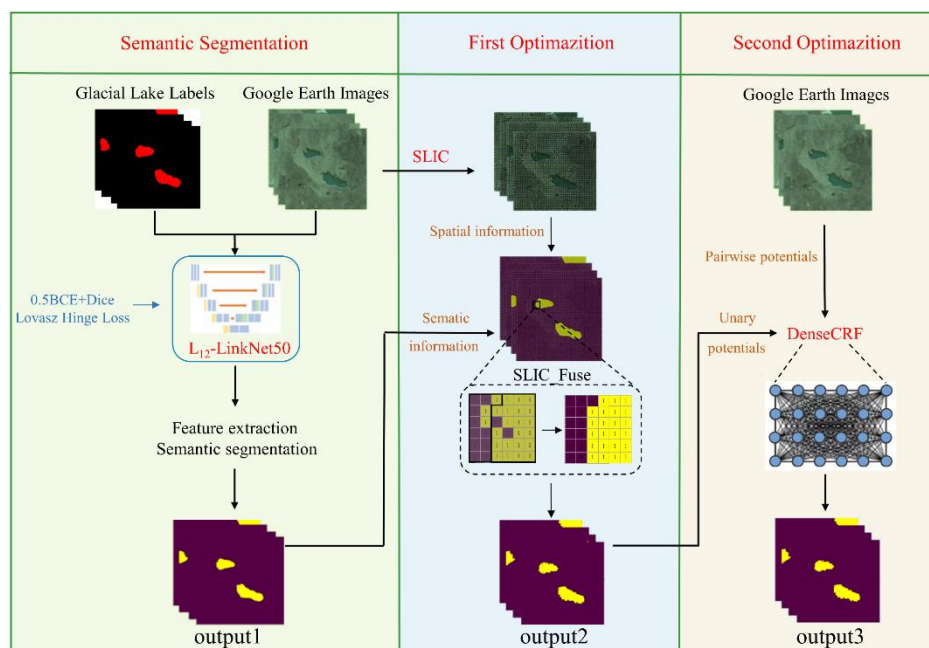 Semantic Segmentation
First Optimazition
Second Optimazition
Glacial Lake Labels
Google Earth Images
0.5BCE+Dice
Lovasz Hinge Loss
L₁₂-LinkNet50
Feature extraction
Semantic segmentation
output1
SLIC
Spatial information
Sematic
information
SLIC_Fuse
output2
Google Earth Images
Pairwise potentials
Unary
potentials
DenseCRF
output3